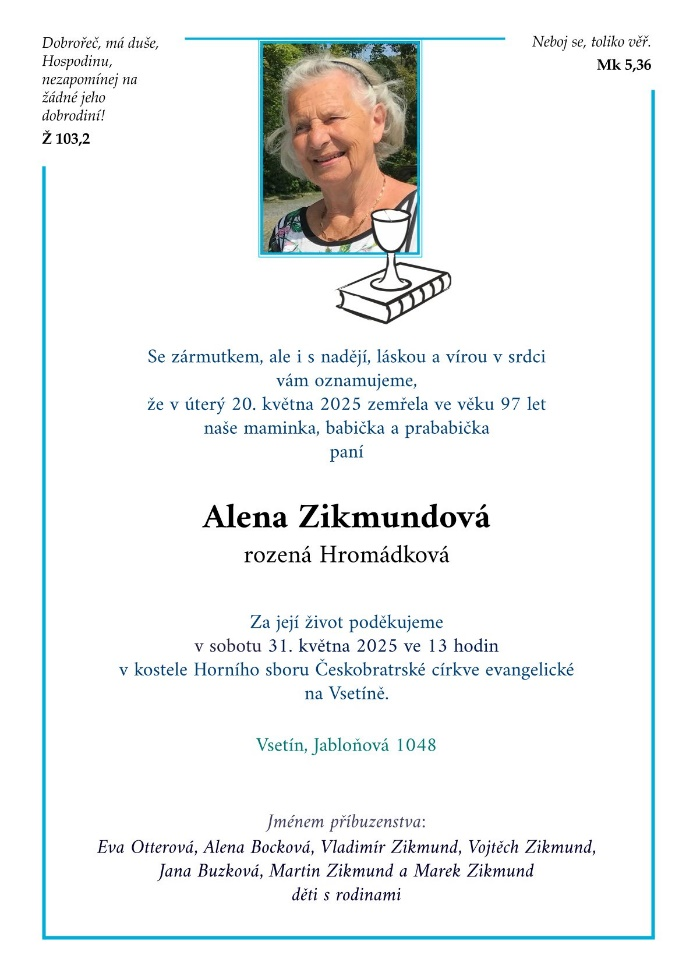 Dobrořeč, má duše,
Hospodinu,
nezapomínej na
žádné jeho
dobrodiní!
Ž 103,2
Neboj se, toliko věř.
Mk 5,36
Se zármutkem, ale i s nadějí, láskou a vírou v srdci
vám oznamujeme,
že v úterý 20. května 2025 zemřela ve věku 97 let
naše maminka, babička a prababička
paní
Alena Zikmundová
rozená Hromádková
Za její život poděkujeme
v sobotu 31. května 2025 ve 13 hodin
v kostele Horního sboru Českobratrské církve evangelické
na Vsetíně.
Vsetín, Jabloňová 1048
Jménem příbuzenstva:
Eva Otterová, Alena Bocková, Vladimír Zikmund, Vojtěch Zikmund,
Jana Buzková, Martin Zikmund a Marek Zikmund
děti s rodinami